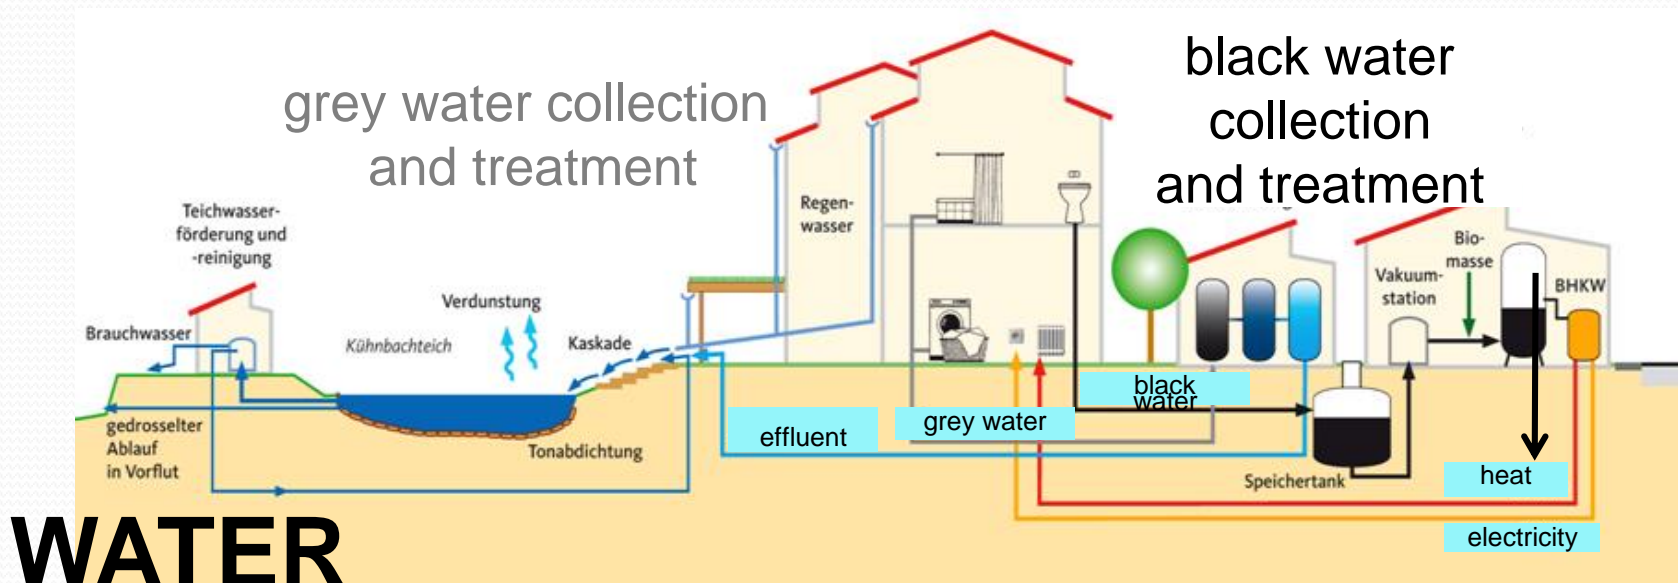 grey water collection
and treatment
black water
collection
and treatment
Teichwasser-
förderung und
-reinigung
Regen-
wasser
Bio-
masse
Vakuum-
station
BHKW
Verdunstung
Brauchwasser
Kühnbachteich
Kaskade
black
water
grey water
effluent
gedrosselter
Ablauf
in Vorflut
Tonabdichtung
Speichertank
heat
electricity
WATER